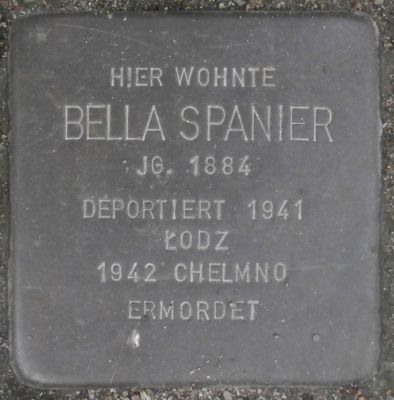 HIER WOHNTE
BELLA SPANIER
JG. 1884
DEPORTIERT 1941
ŁODZ
1942 CHELMNO
ERMORDET